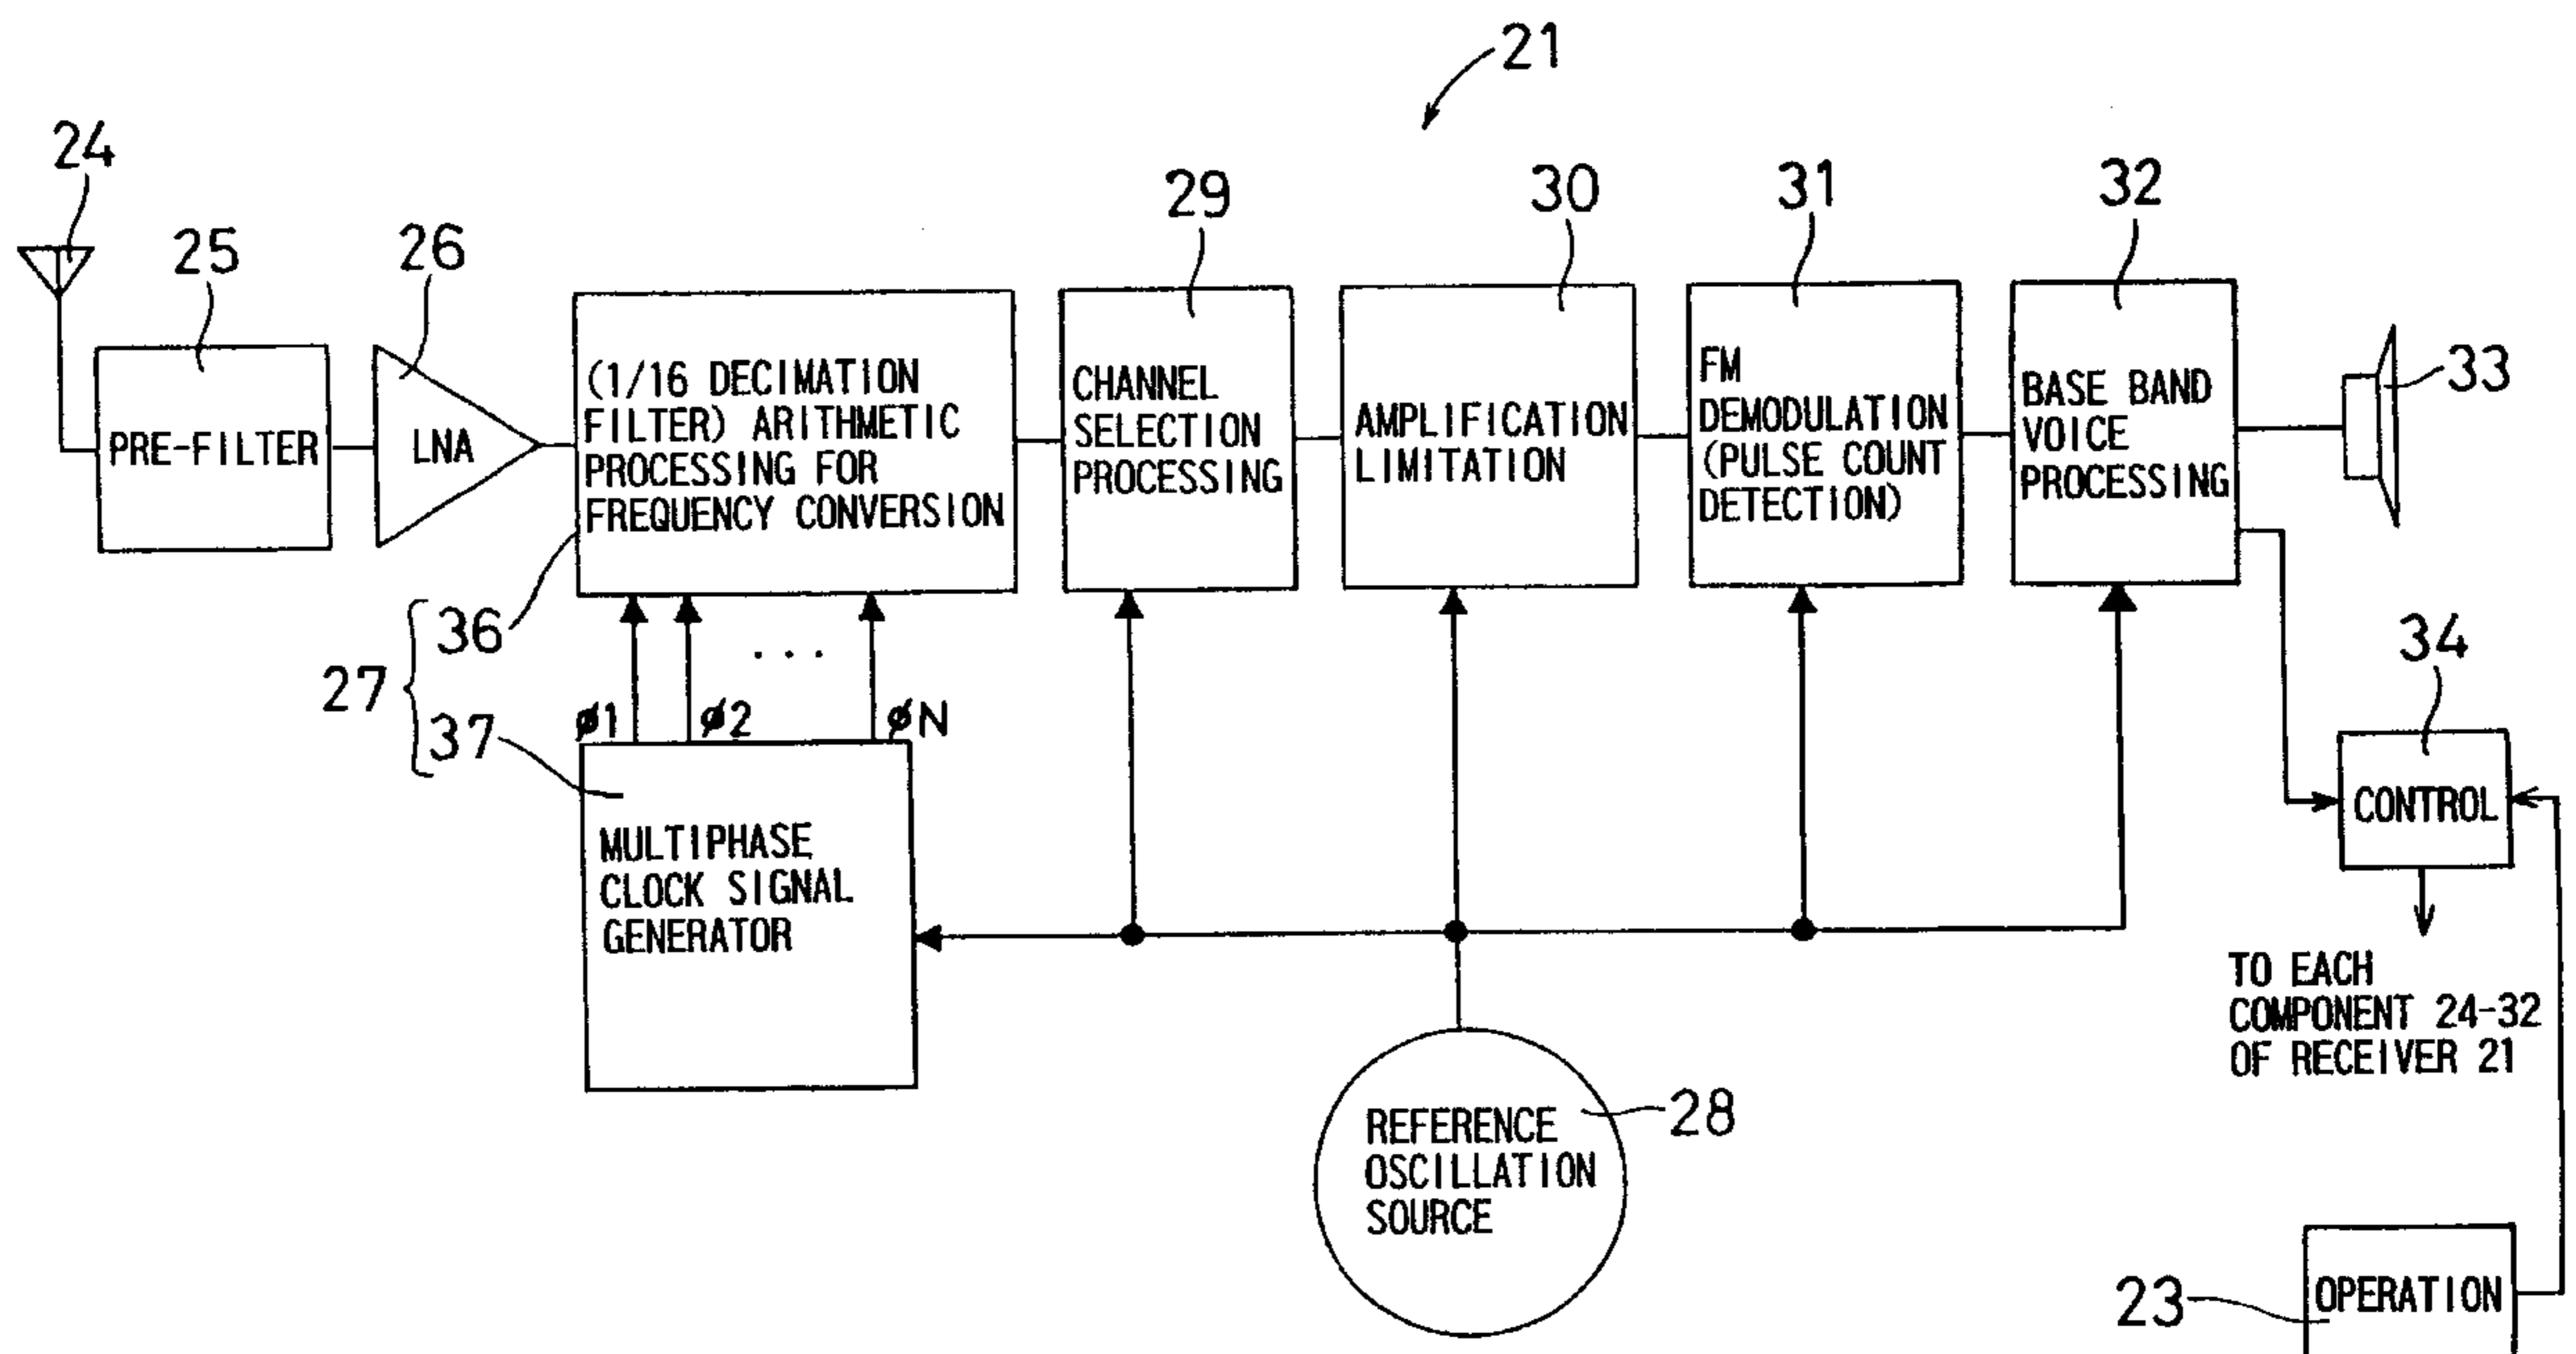 21
24
25
26
29
30
31
32
33
PRE-FILTER
LNA
(1/16 DECIMATION
FILTER) ARITHMETIC
PROCESSING FOR
FREQUENCY CONVERSION
CHANNEL
SELECTION
PROCESSING
AMPLIFICATION
LIMITATION
FM
DEMODULATION
(PULSE COUNT
DETECTION)
BASE BAND
VOICE
PROCESSING
27
36
37
...
ø1
ø2
øN
34
CONTROL
MULTIPHASE
CLOCK SIGNAL
GENERATOR
TO EACH
COMPONENT 24-32
OF RECEIVER 21
REFERENCE
OSCILLATION
SOURCE
28
23
OPERATION